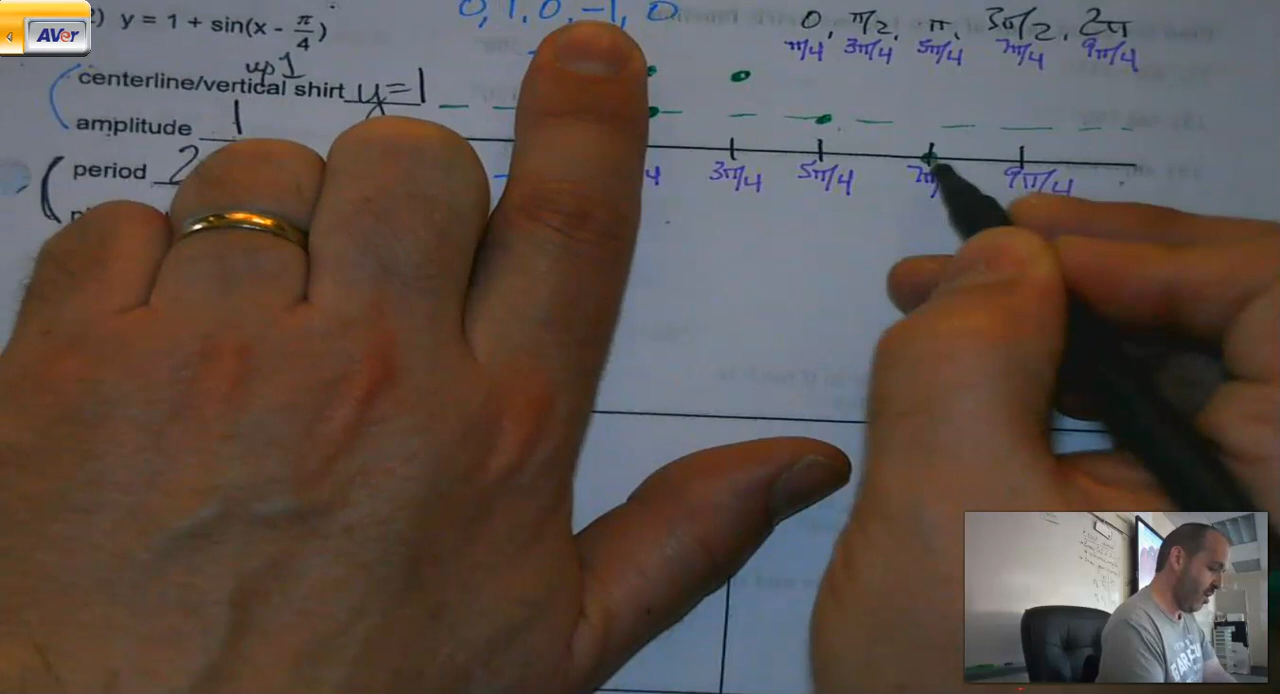 AVer
2) y = 1 + sin(x - π/4)
0, 1, 0, -1, 0
0, π/2, π, 3π/2, 2π
π/4 3π/4 5π/4 7π/4 9π/4
up 1
centerline/vertical shirt y=1
amplitude 1
period 2
3π/4 5π/4 9π/4